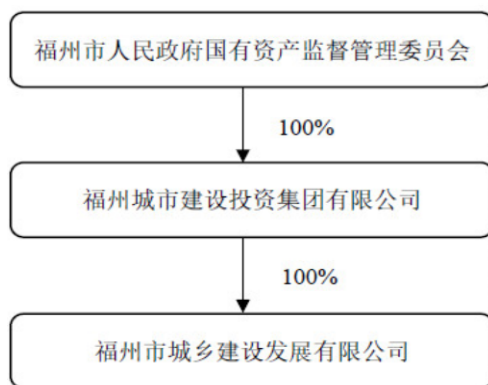 福州市人民政府国有资产监督管理委员会
100%
福州城市建设投资集团有限公司
100%
福州市城乡建设发展有限公司